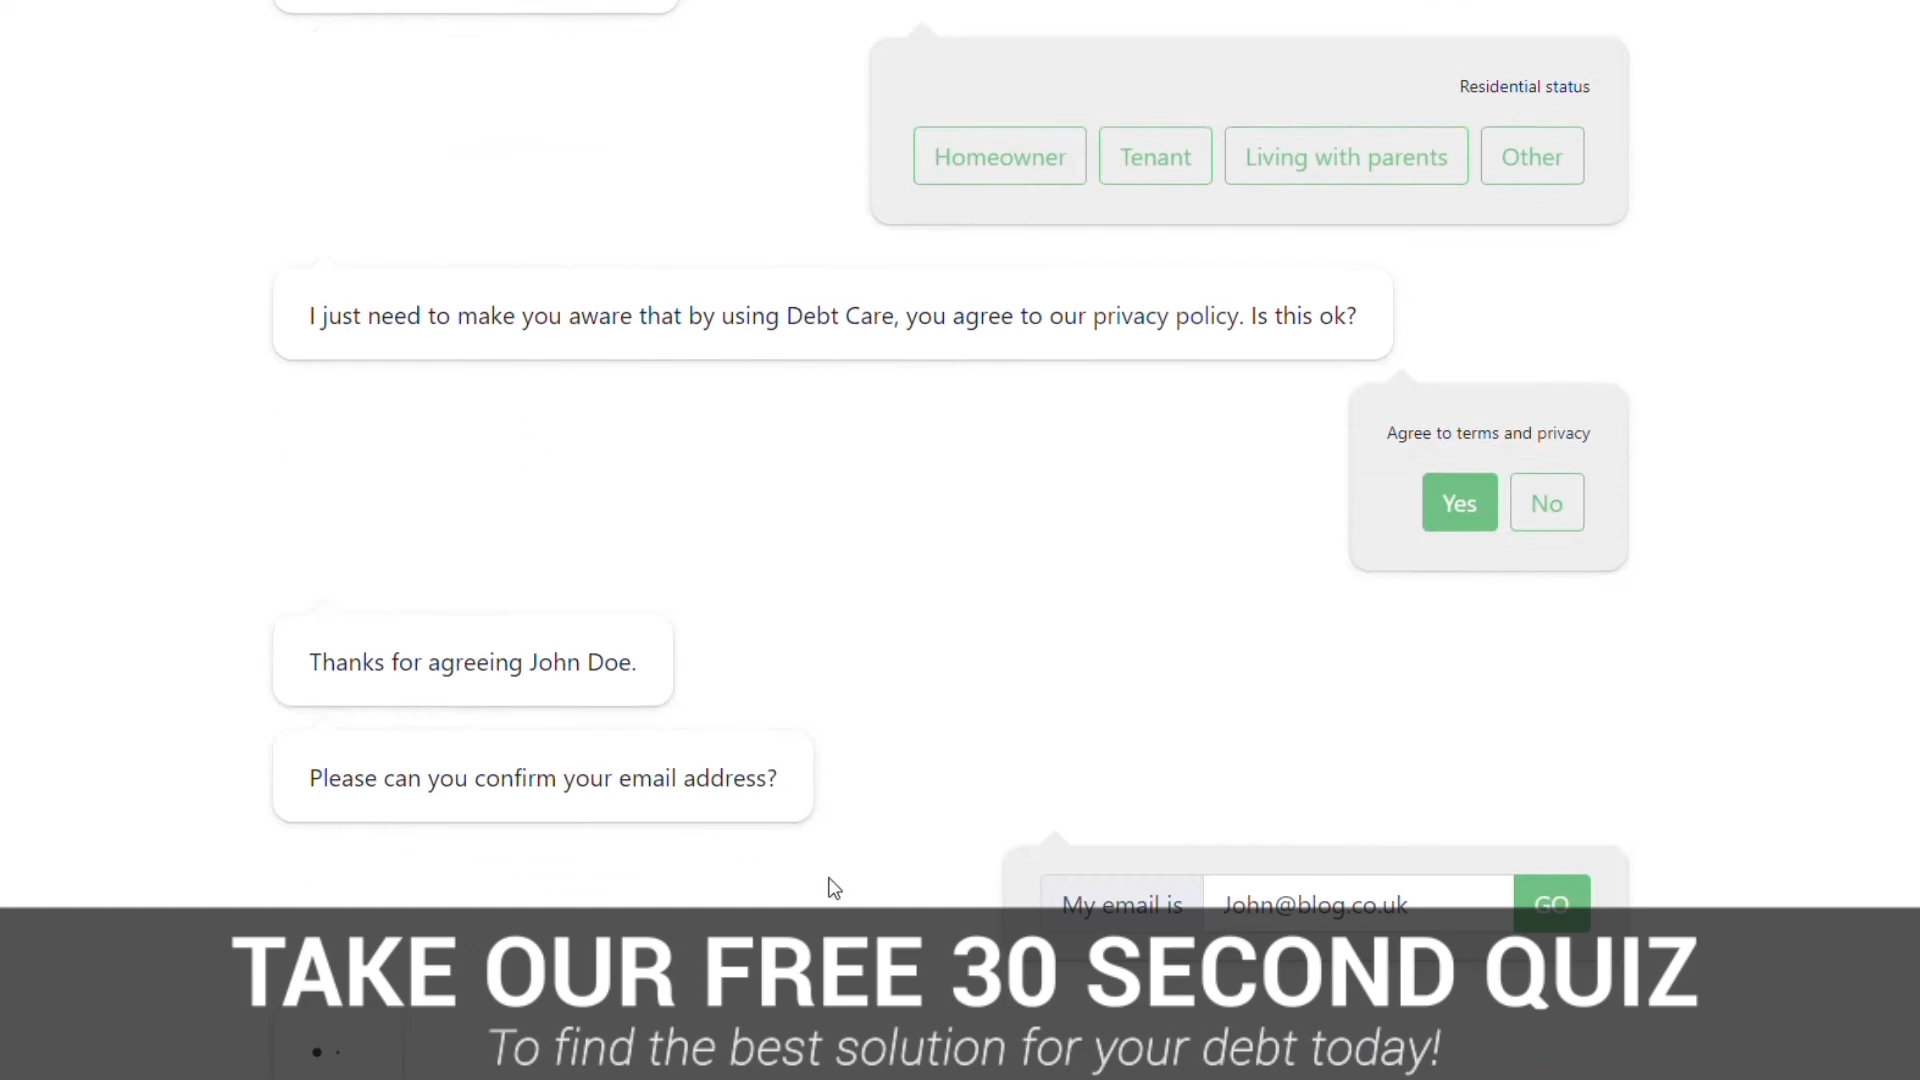 Residential status
Homeowner Tenant Living with parents Other
I just need to make you aware that by using Debt Care, you agree to our privacy policy. Is this ok?
Agree to terms and privacy
Yes No
Thanks for agreeing John Doe.
Please can you confirm your email address?
My email is John@blog.co.uk GO
TAKE OUR FREE 30 SECOND QUIZ
To find the best solution for your debt today!